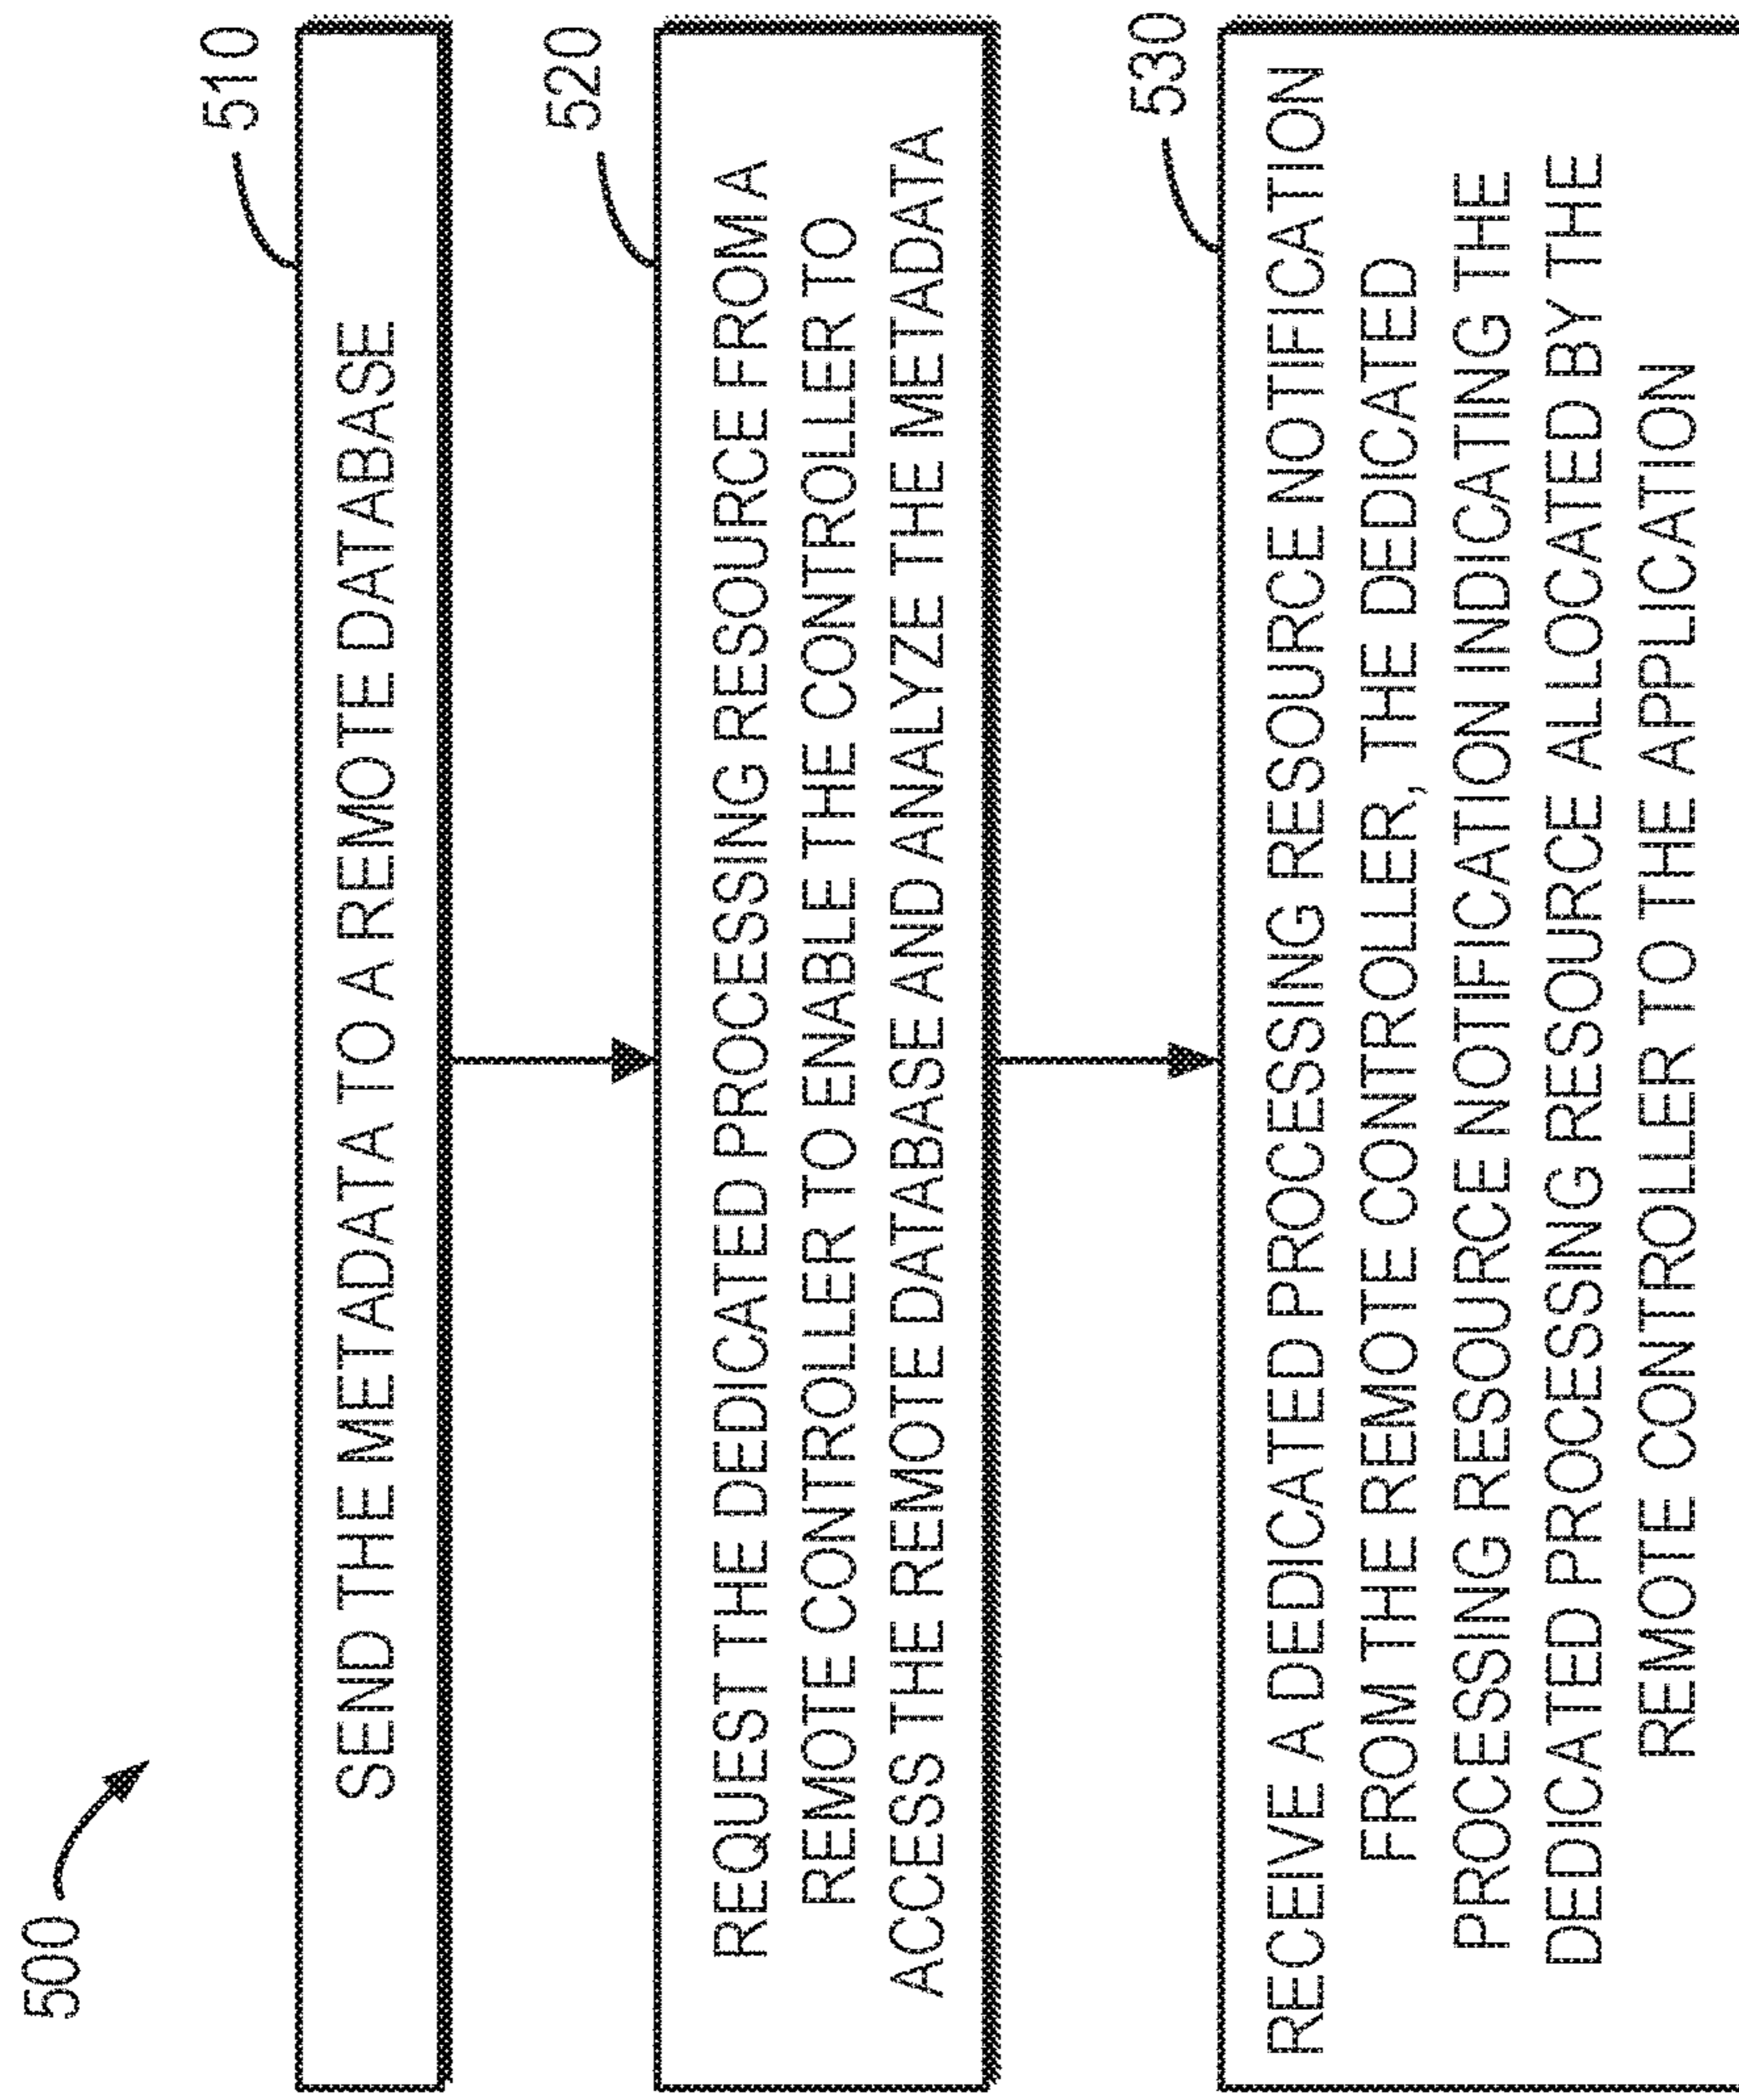 500
510
SEND THE METADATA TO A REMOTE DATABASE
520
REQUEST THE DEDICATED PROCESSING RESOURCE FROM A
REMOTE CONTROLLER TO ENABLE THE CONTROLLER TO
ACCESS THE REMOTE DATABASE AND ANALYZE THE METADATA
530
RECEIVE A DEDICATED PROCESSING RESOURCE NOTIFICATION
FROM THE REMOTE CONTROLLER, THE DEDICATED
PROCESSING RESOURCE NOTIFICATION INDICATING THE
DEDICATED PROCESSING RESOURCE ALLOCATED BY THE
REMOTE CONTROLLER TO THE APPLICATION